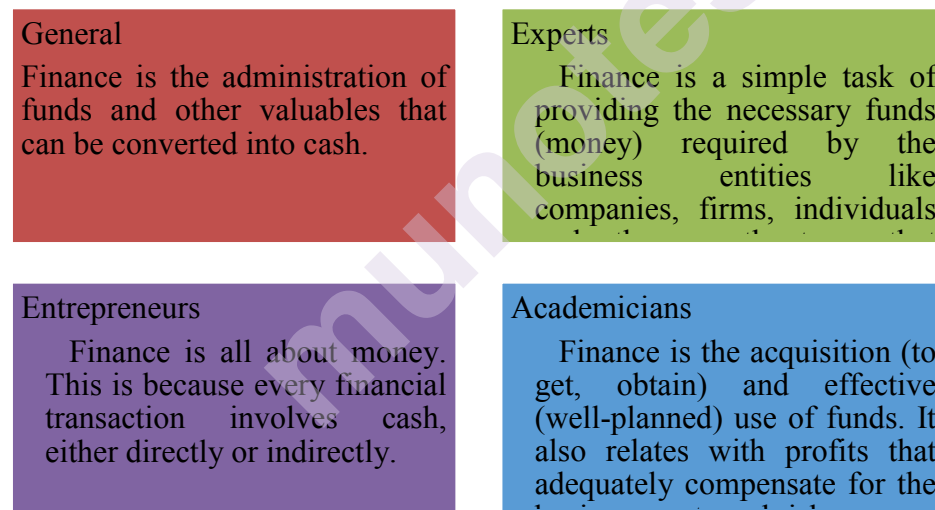 General
Finance is the administration of
funds and other valuables that
can be converted into cash.
Experts
Finance is a simple task of
providing the necessary funds
(money) required by the
business entities like
companies, firms, individuals
Entrepreneurs
Finance is all about money.
This is because every financial
transaction involves cash,
either directly or indirectly.
Academicians
Finance is the acquisition (to
get, obtain) and effective
(well-planned) use of funds. It
also relates with profits that
adequately compensate for the
munotes